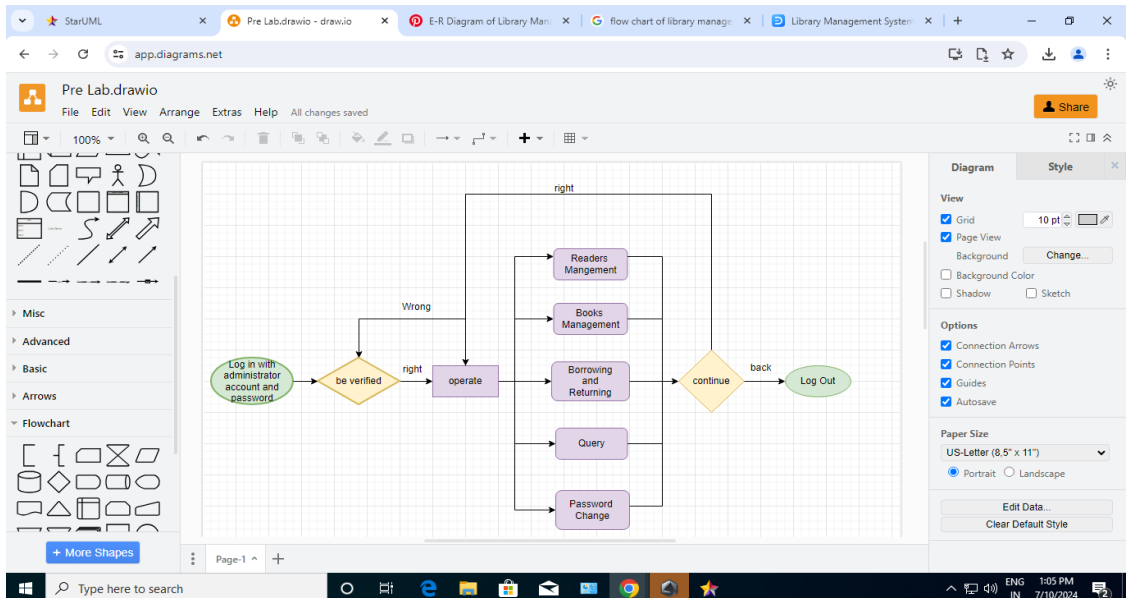 StarUML
Pre Lab.drawio - draw.io
E-R Diagram of Library Man
flow chart of library manage
Library Management System
app.diagrams.net
Pre Lab.drawio
File Edit View Arrange Extras Help All changes saved
Share
100%
Misc
Advanced
Basic
Arrows
Flowchart
+ More Shapes
right
Readers
Mangement
Wrong
Books
Management
Log in with
administrator
account and
password
be verified
right
operate
Borrowing
and
Returning
continue
back
Log Out
Query
Password
Change
Page-1
Diagram Style
View
Grid 10 pt
Page View
Background Change...
Background Color
Shadow Sketch
Options
Connection Arrows
Connection Points
Guides
Autosave
Paper Size
US-Letter (8,5" x 11")
Portrait Landscape
Edit Data...
Clear Default Style
Type here to search
ENG 1:05 PM
IN 7/10/2024
2